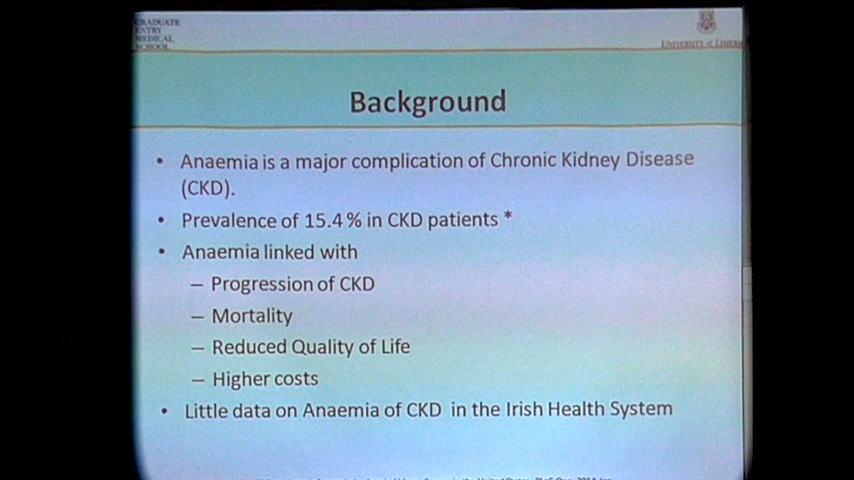 GRADUATE
ENTRY
MEDICAL
SCHOOL
UNIVERSITY of
Background
• Anaemia is a major complication of Chronic Kidney Disease
(CKD).
• Prevalence of 15.4 % in CKD patients *
• Anaemia linked with
– Progression of CKD
– Mortality
– Reduced Quality of Life
– Higher costs
• Little data on Anaemia of CKD in the Irish Health System